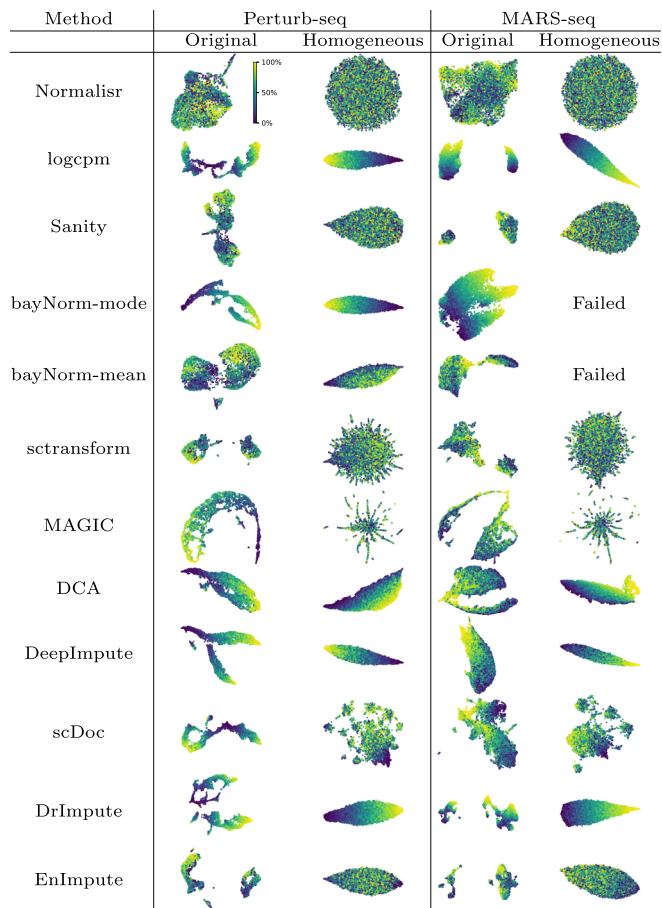 Method Perturb-seq MARS-seq
Original Homogeneous Original Homogeneous
Normalisr
100%
50%
0%
logcpm
Sanity
bayNorm-mode Failed
bayNorm-mean Failed
sctransform
MAGIC
DCA
DeepImpute
scDoc
DrImpute
EnImpute